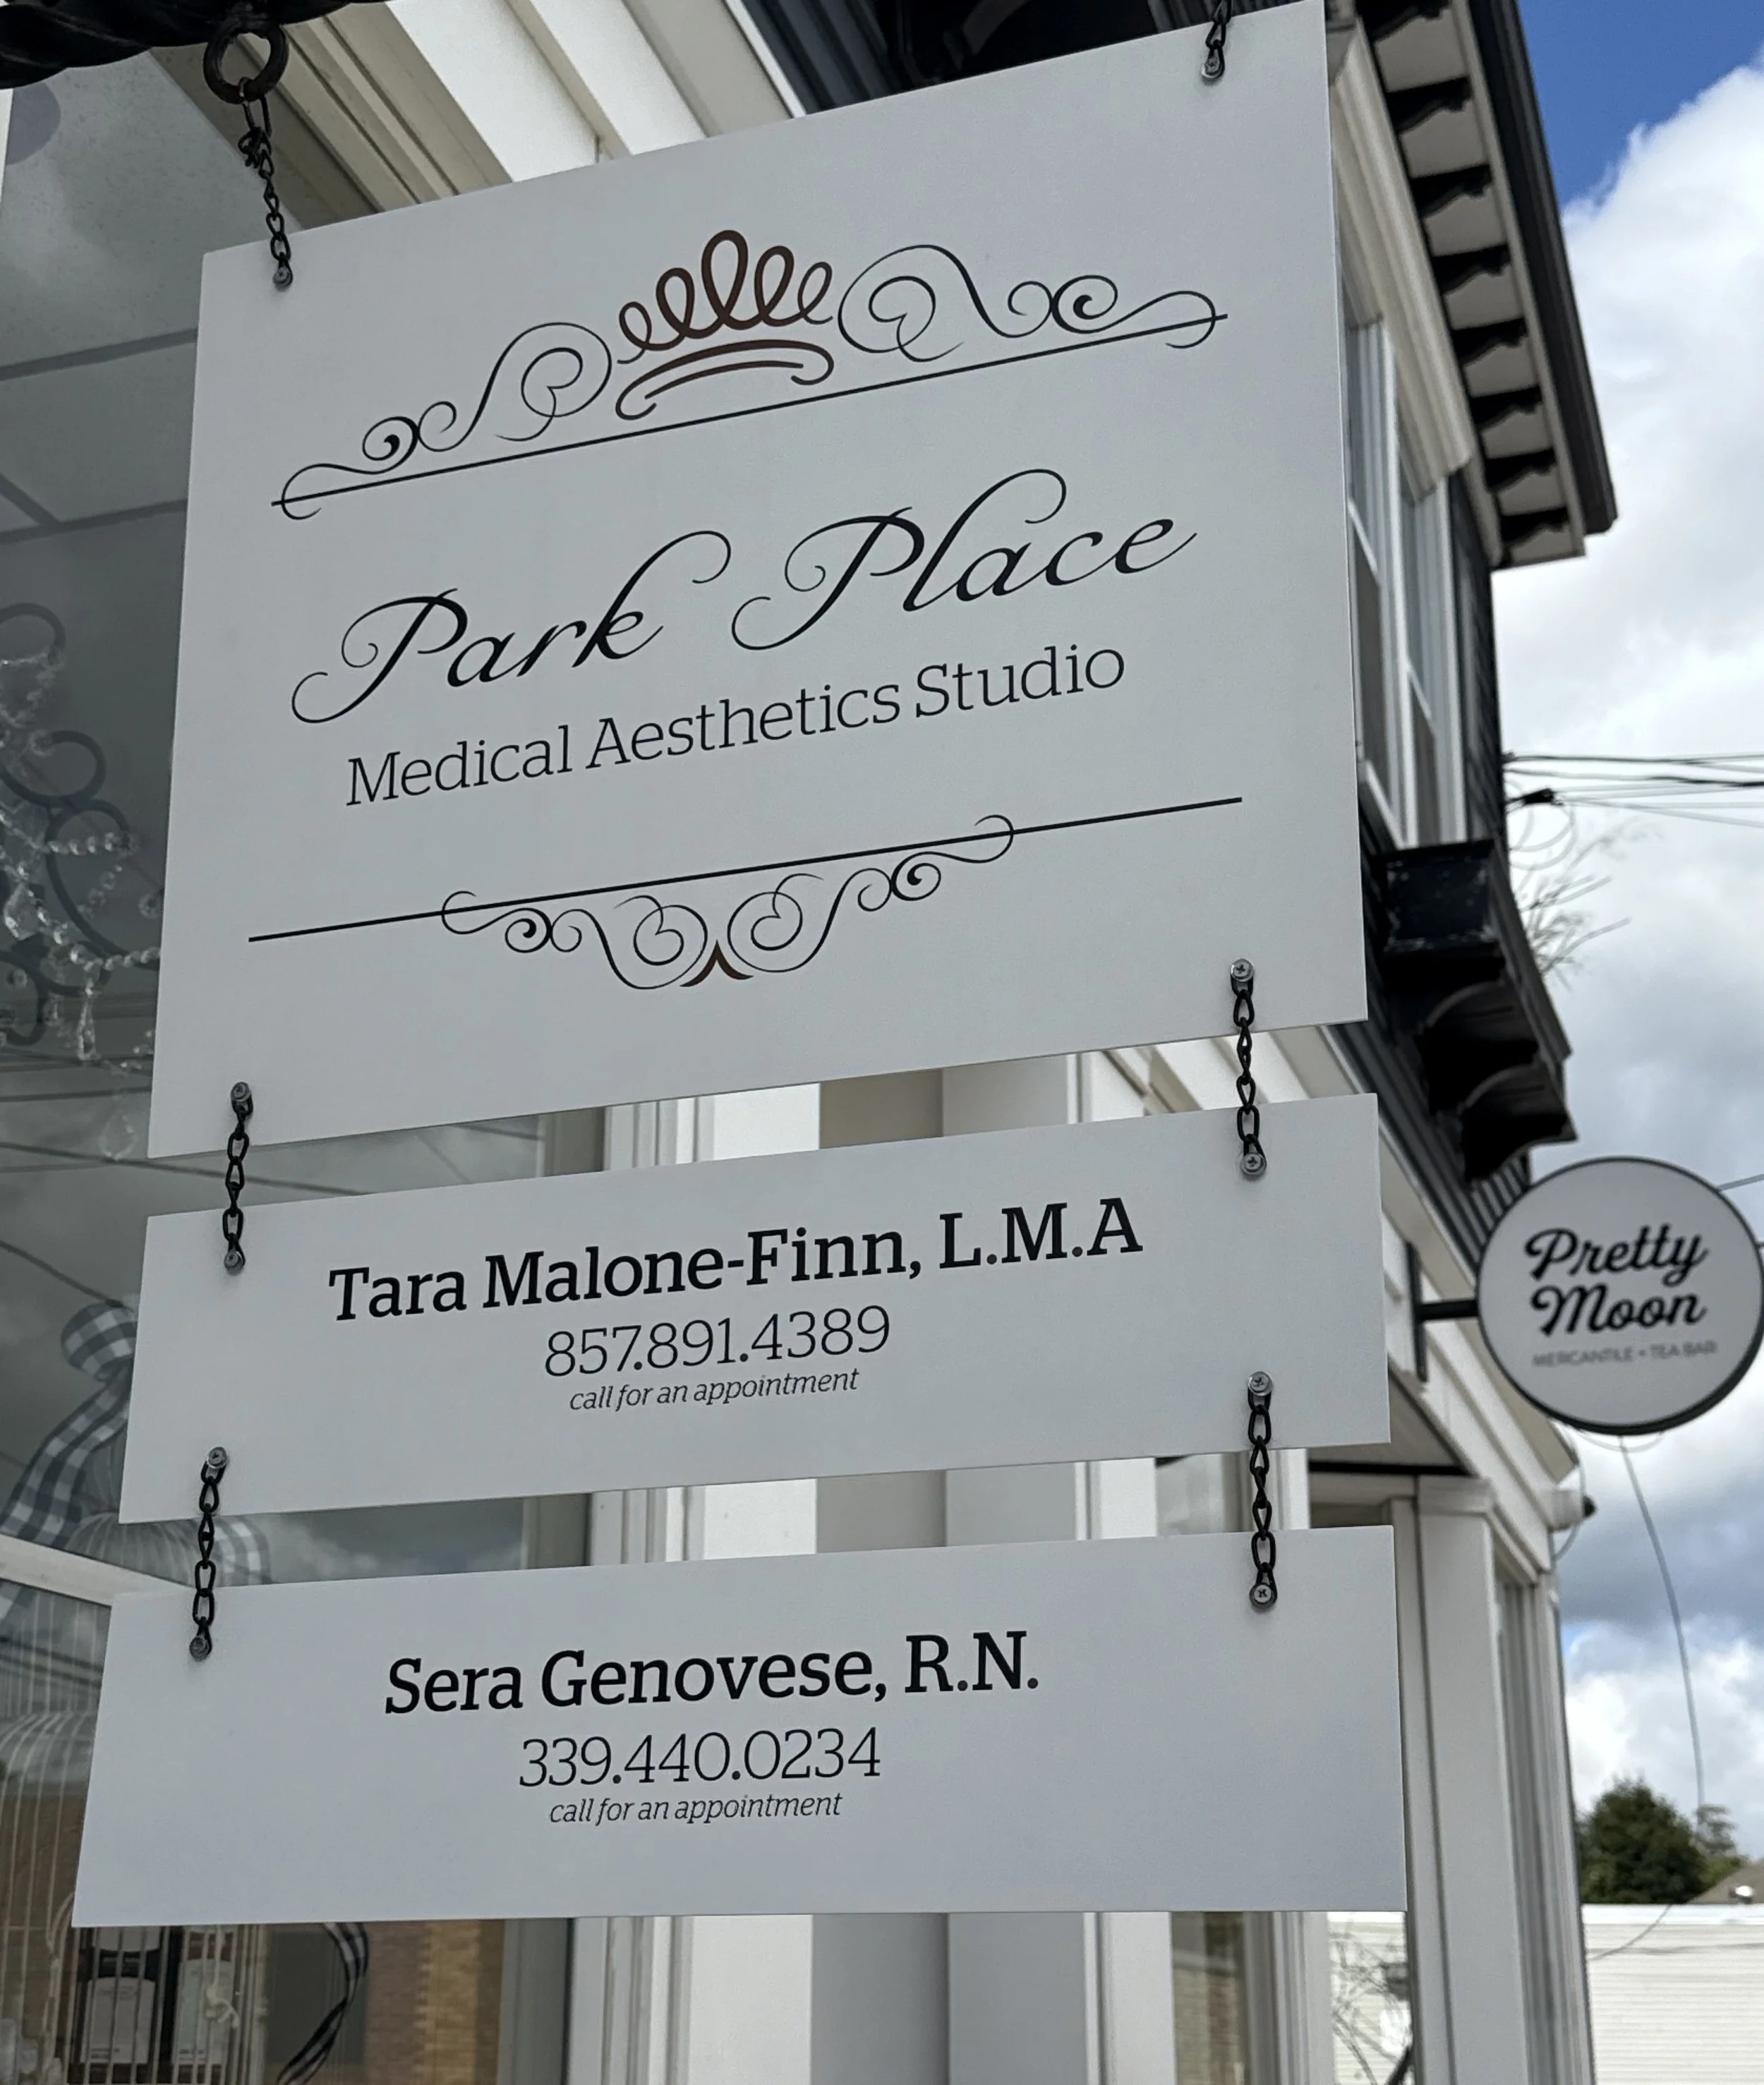 Park Place
Medical Aesthetics Studio
Tara Malone-Finn, L.M.A
857.891.4389
call for an appointment
Sera Genovese, R.N.
339.440.0234
call for an appointment
Pretty
Moon
MERCANTILE • TEA BAR